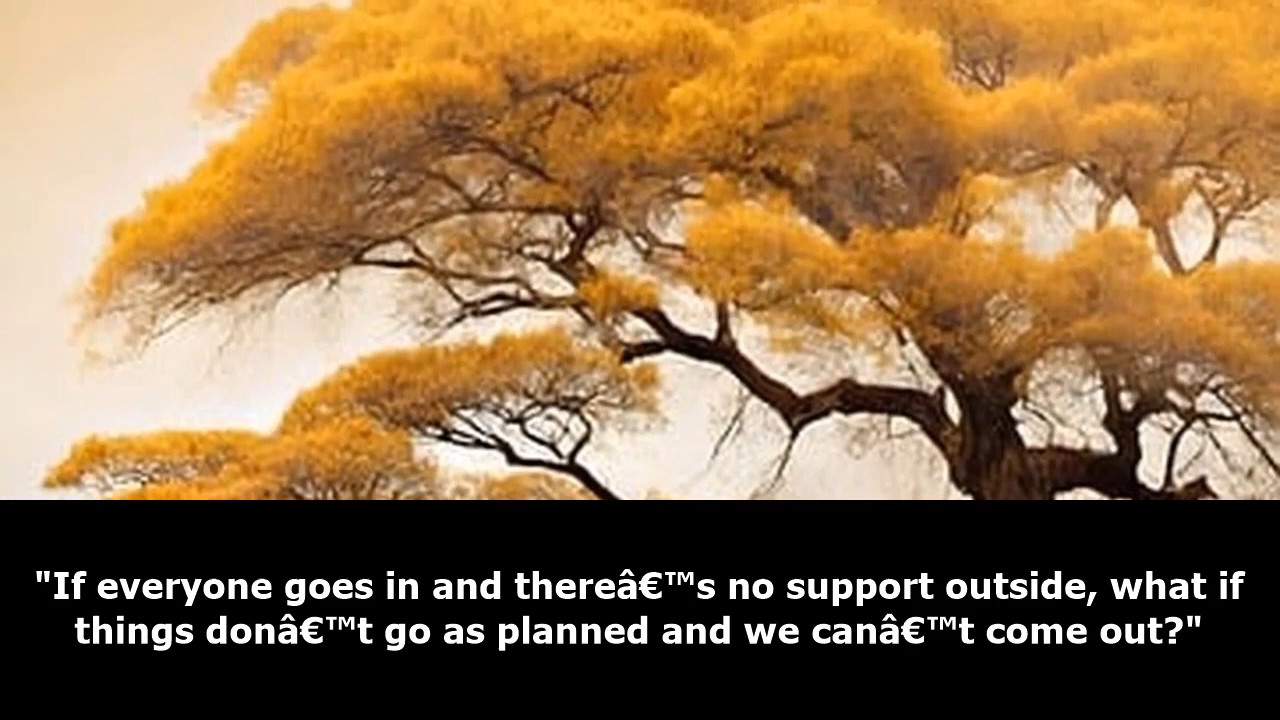 "If everyone goes in and thereâ€™s no support outside, what if
things donâ€™t go as planned and we canâ€™t come out?"